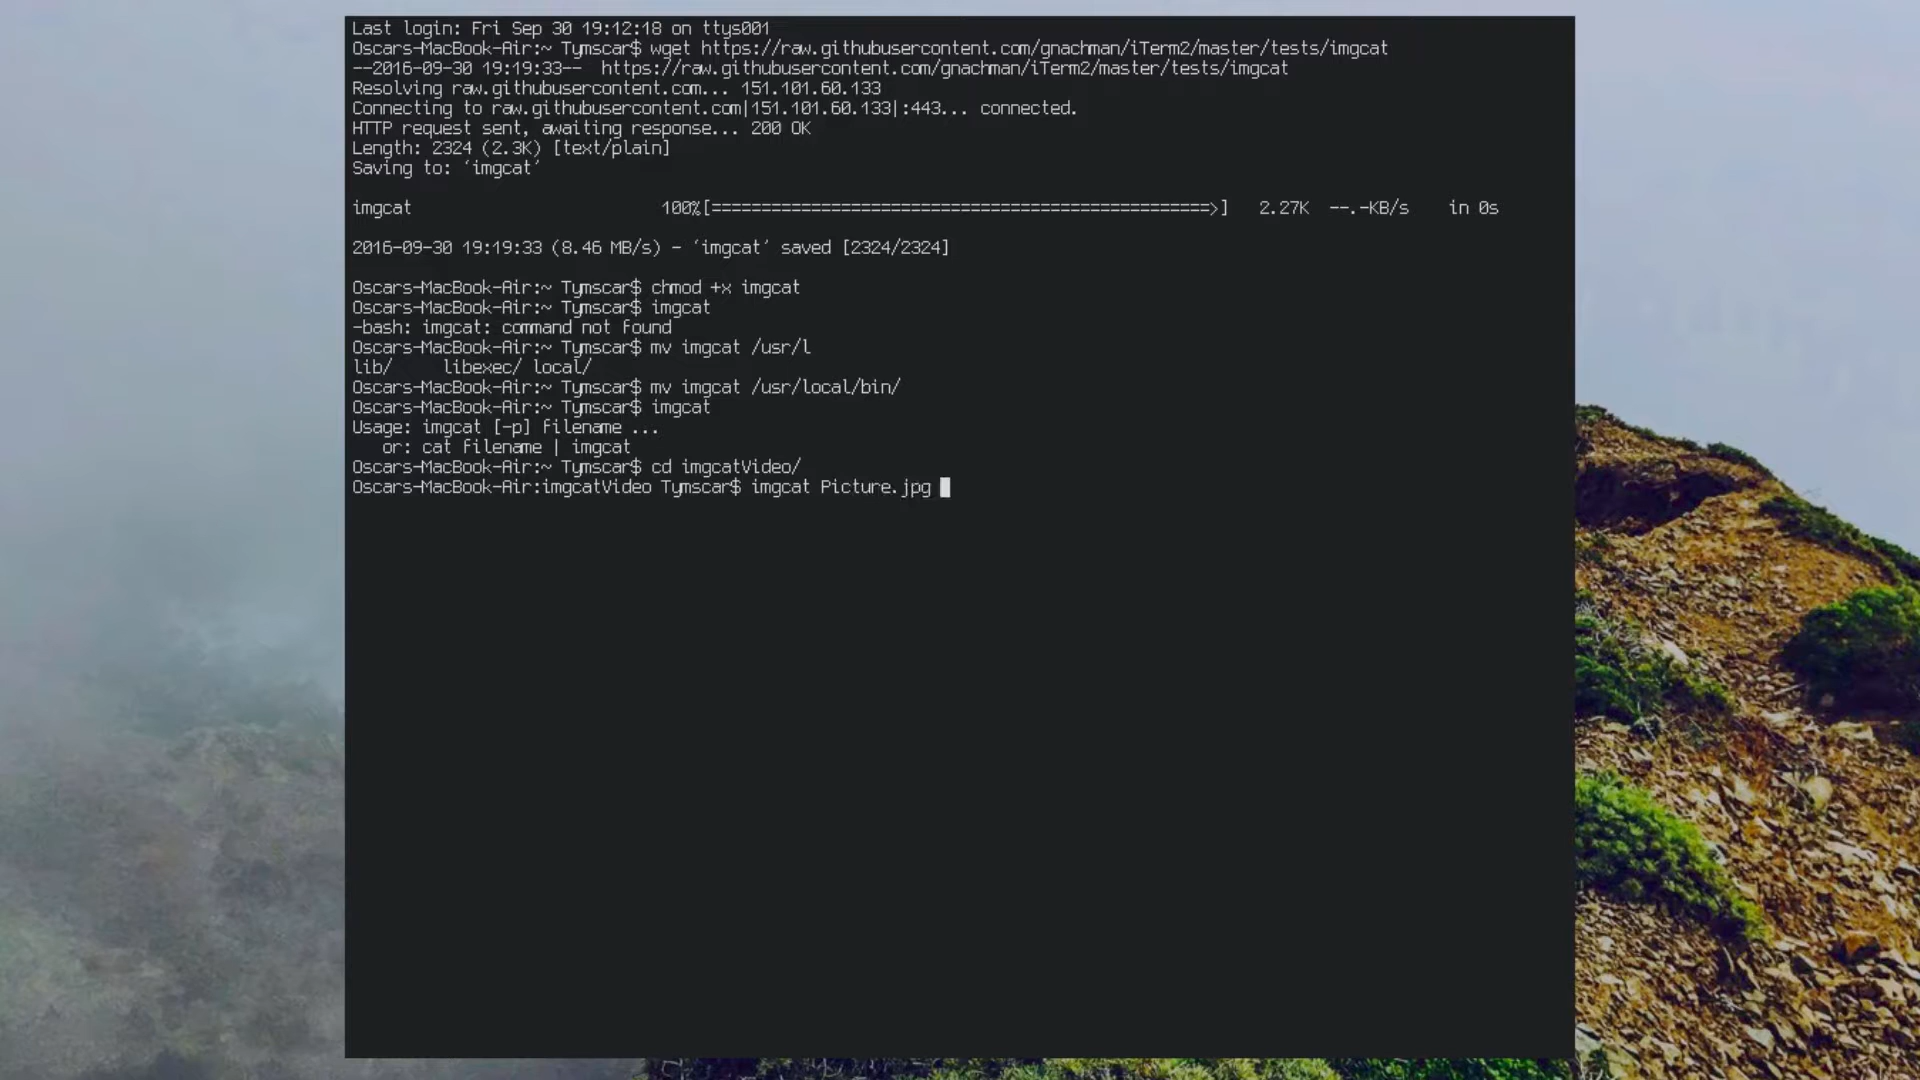 Last login: Fri Sep 30 19:12:18 on ttys001
Oscars-MacBook-Air:~ Tymscar$ wget https://raw.githubusercontent.com/gnachman/iTerm2/master/tests/imgcat
--2016-09-30 19:19:33--  https://raw.githubusercontent.com/gnachman/iTerm2/master/tests/imgcat
Resolving raw.githubusercontent.com... 151.101.60.133
Connecting to raw.githubusercontent.com|151.101.60.133|:443... connected.
HTTP request sent, awaiting response... 200 OK
Length: 2324 (2.3K) [text/plain]
Saving to: ‘imgcat’
imgcat                         100%[==================================================>]   2.27K  --.-KB/s    in 0s
2016-09-30 19:19:33 (8.46 MB/s) - ‘imgcat’ saved [2324/2324]
Oscars-MacBook-Air:~ Tymscar$ chmod +x imgcat
Oscars-MacBook-Air:~ Tymscar$ imgcat
-bash: imgcat: command not found
Oscars-MacBook-Air:~ Tymscar$ mv imgcat /usr/l
lib/     libexec/ local/
Oscars-MacBook-Air:~ Tymscar$ mv imgcat /usr/local/bin/
Oscars-MacBook-Air:~ Tymscar$ imgcat
Usage: imgcat [-p] filename ...
   or: cat filename | imgcat
Oscars-MacBook-Air:~ Tymscar$ cd imgcatVideo/
Oscars-MacBook-Air:imgcatVideo Tymscar$ imgcat Picture.jpg